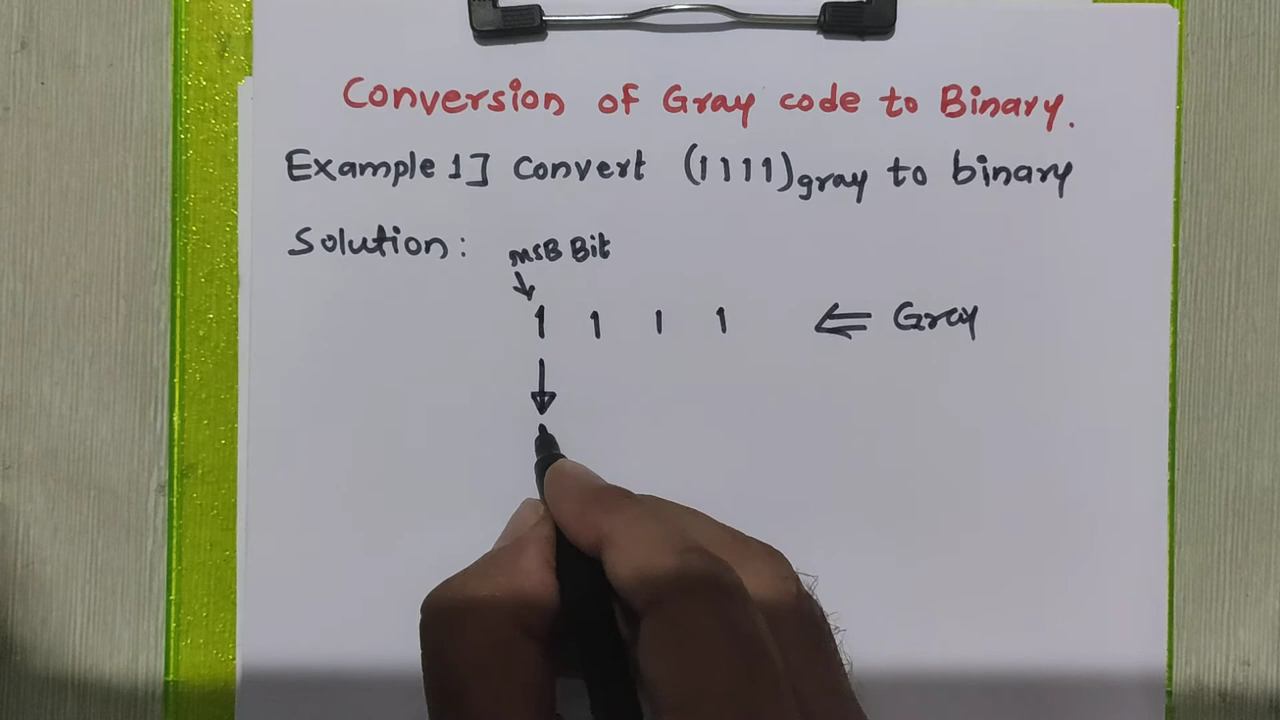 Conversion of Gray code to Binary.
Example 1] Convert (1111)gray to binary
Solution:
MSB Bit
↓
1 1 1 1 ⇐ Gray
↓